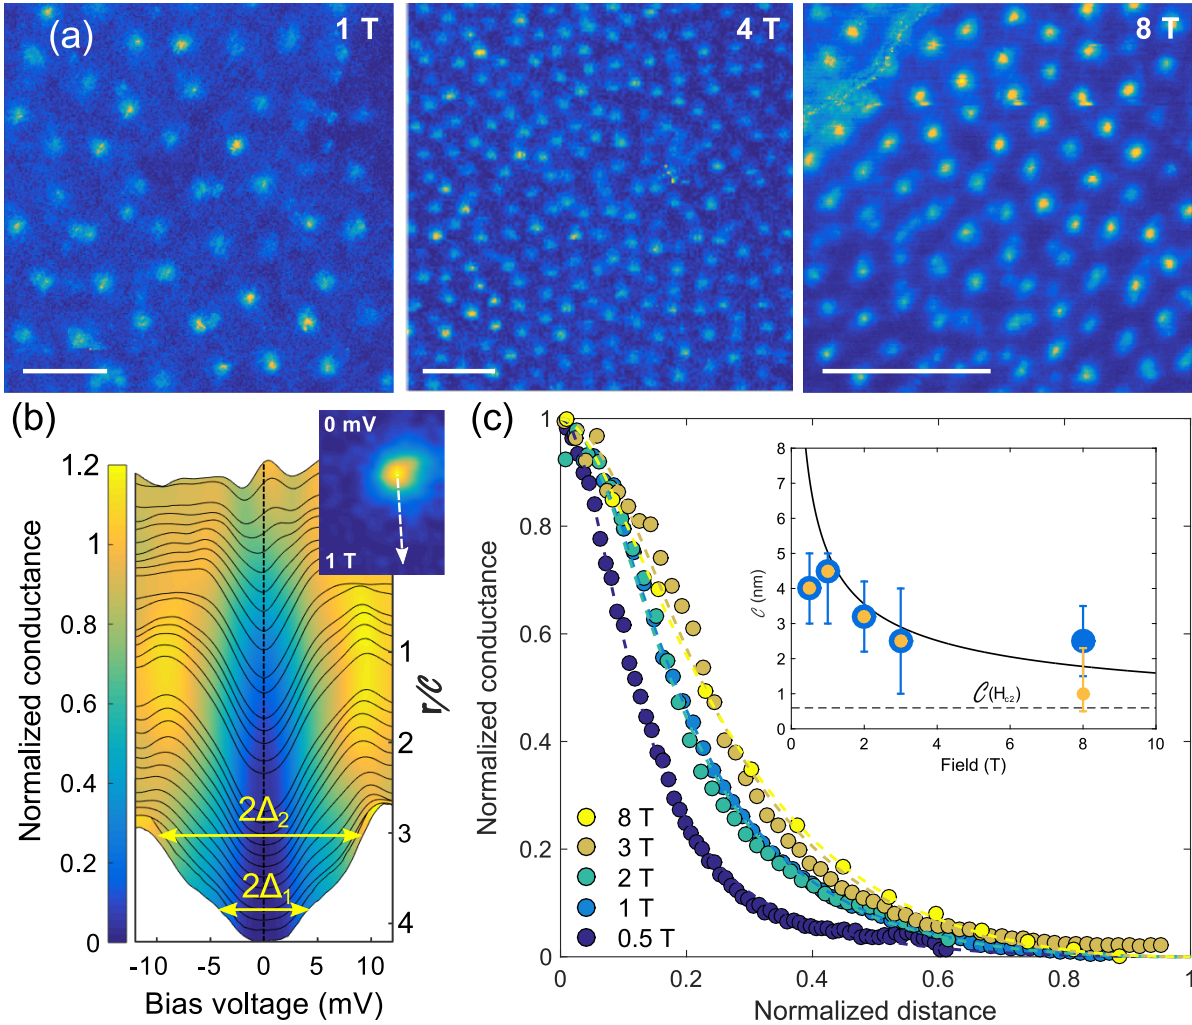 (a)
1 T
4 T
8 T
(b)
Normalized conductance
1.2
1
0.8
0.6
0.4
0.2
0
0 mV
1 T
2Δ₂
2Δ₁
1
2
3
4
r/𝒞
-10 -5 0 5 10
Bias voltage (mV)
(c)
Normalized conductance
1
0.8
0.6
0.4
0.2
0
8 T
3 T
2 T
1 T
0.5 T
0 0.2 0.4 0.6 0.8 1
Normalized distance
𝒞 (nm)
8
7
6
5
4
3
2
1
0
𝒞(Hc2)
0 2 4 6 8 10
Field (T)